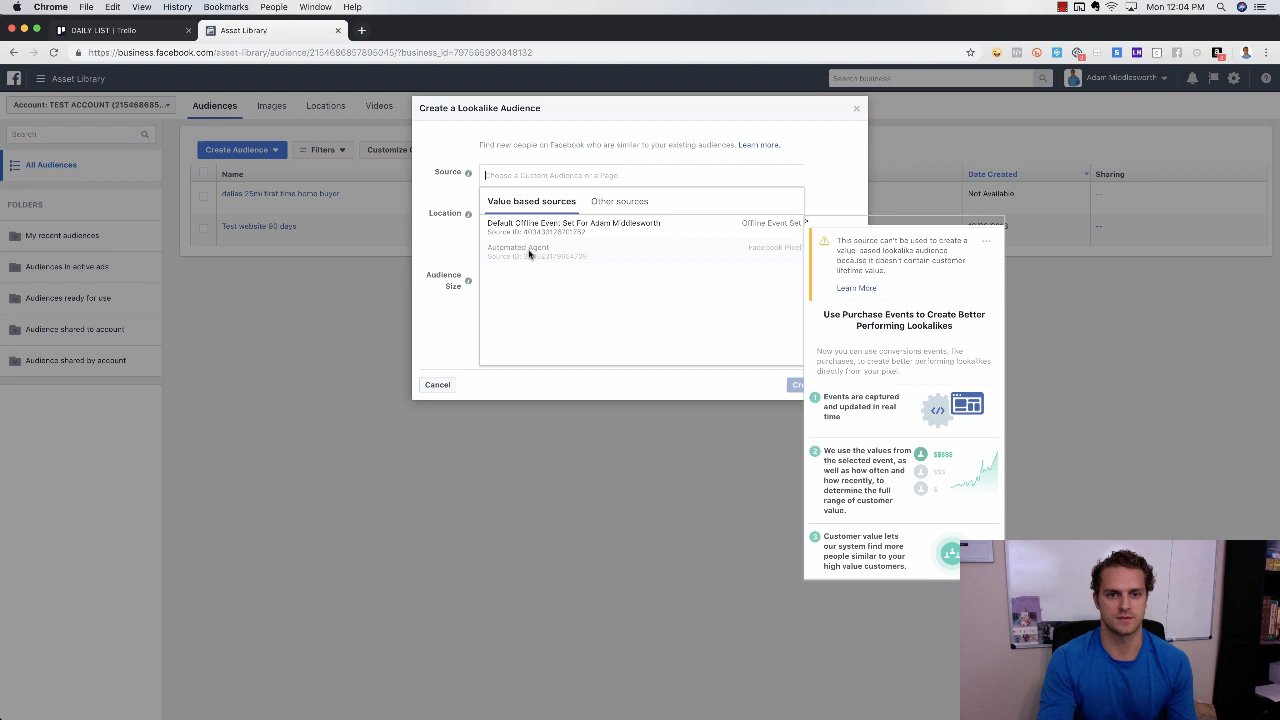 Chrome File Edit View History Bookmarks People Window Help Mon 12:04 PM
DAILY LIST | Trello
Asset Library
https://business.facebook.com/asset-library/audience/2154686857895045/?business_id=797565980348132
Asset Library
Search business
Adam Middlesworth
Account: TEST ACCOUNT (215468685...
Audiences Images Locations Videos
Search
All Audiences
FOLDERS
My recent audiences
Audiences in active ads
Audiences ready for use
Audience shared to account
Audience shared by account
Create Audience
Filters
Name
Date Created
Sharing
dallas 25mi first time home buyer
Not Available
--
Test website 90 days
--
Create a Lookalike Audience
Find new people on Facebook who are similar to your existing audiences. Learn more.
Source
Choose a Custom Audience or a Page.
Location
Audience
Size
Value based sources
Other sources
Default Offline Event Set For Adam Middlesworth
Offline Event Set
Source ID: 409433126701752
Automated Agent
Facebook Pixel
Source ID:
Cancel
This source can't be used to create a
value-based lookalike audience
because it doesn't contain customer
lifetime value.
Learn More
Use Purchase Events to Create Better
Performing Lookalikes
Now you can use conversions events, like
purchases, to create better performing lookalikes
directly from your pixel.
1 Events are captured
and updated in real
time
2 We use the values from
the selected event, as
well as how often and
how recently, to
determine the full
range of customer
value.
$$$$$
$$$
$
3 Customer value lets
our system find more
people similar to your
high value customers.